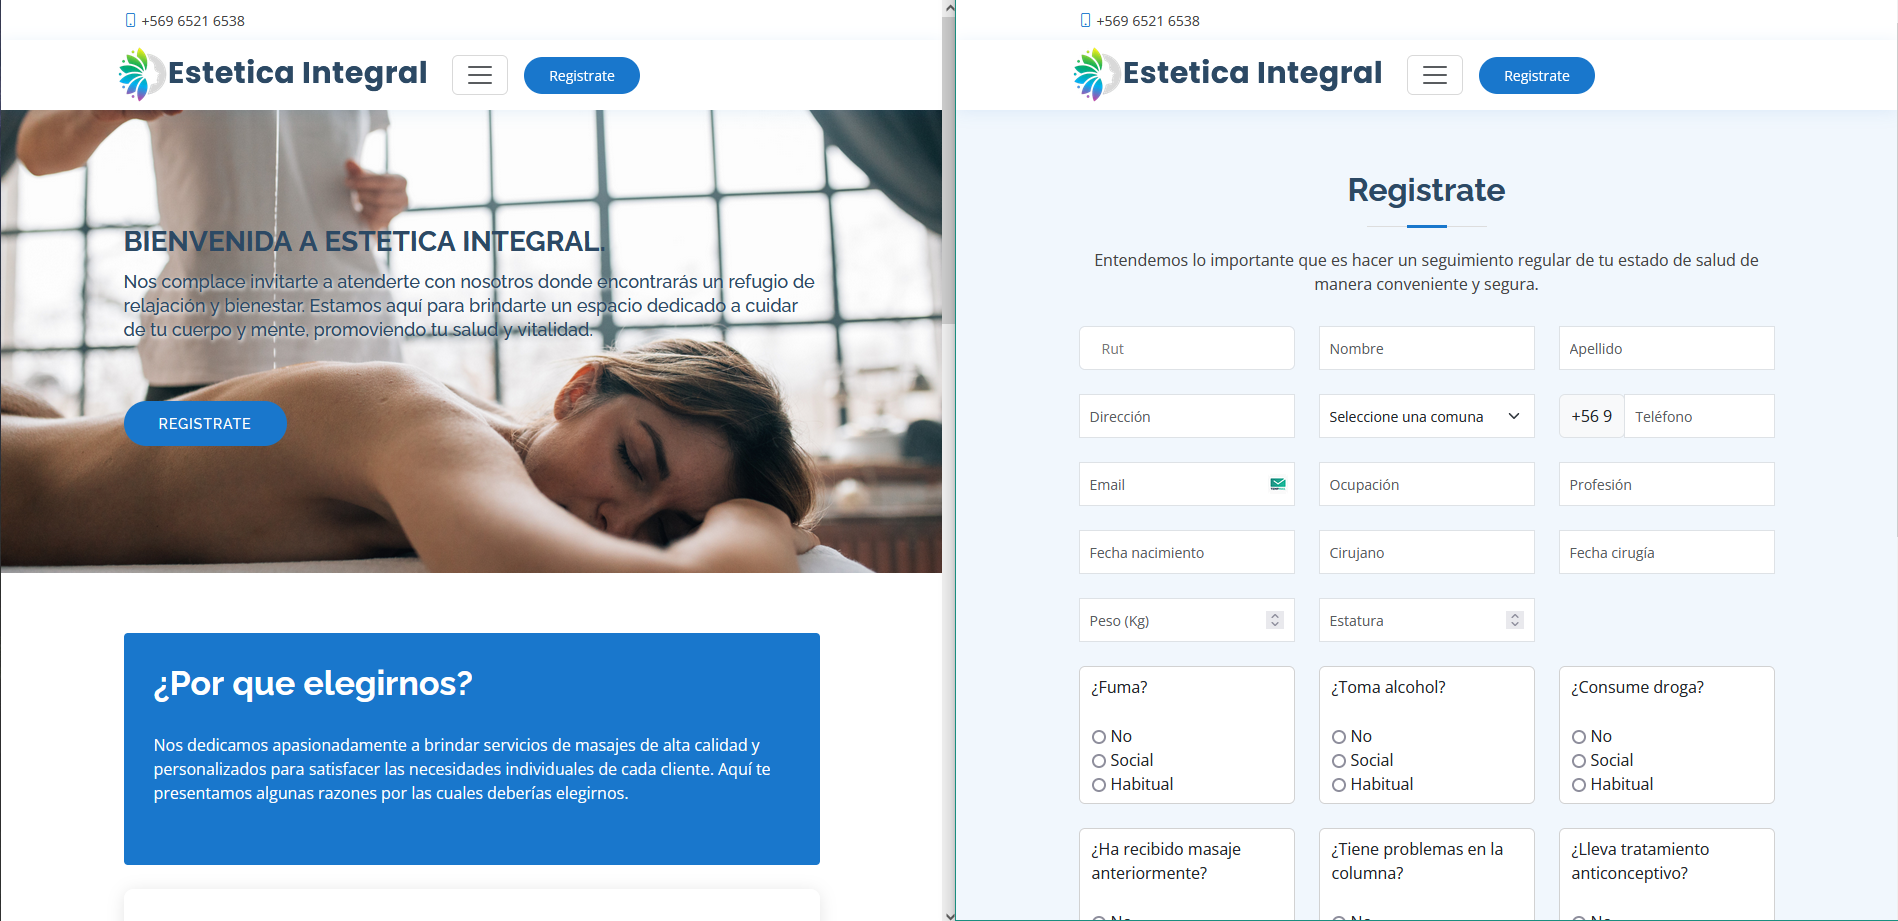 +569 6521 6538
Estetica Integral
Registrate
BIENVENIDA A ESTETICA INTEGRAL.
Nos complace invitarte a atenderte con nosotros donde encontrarás un refugio de
relajación y bienestar. Estamos aquí para brindarte un espacio dedicado a cuidar
de tu cuerpo y mente, promoviendo tu salud y vitalidad.
REGISTRATE
¿Por que elegirnos?
Nos dedicamos apasionadamente a brindar servicios de masajes de alta calidad y
personalizados para satisfacer las necesidades individuales de cada cliente. Aquí te
presentamos algunas razones por las cuales deberías elegirnos.
+569 6521 6538
Estetica Integral
Registrate
Registrate
Entendemos lo importante que es hacer un seguimiento regular de tu estado de salud de
manera conveniente y segura.
Rut
Nombre
Apellido
Dirección
Seleccione una comuna
+56 9
Teléfono
Email
Ocupación
Profesión
Fecha nacimiento
Cirujano
Fecha cirugía
Peso (Kg)
Estatura
¿Fuma?
No
Social
Habitual
¿Toma alcohol?
No
Social
Habitual
¿Consume droga?
No
Social
Habitual
¿Ha recibido masaje
anteriormente?
No
¿Tiene problemas en la
columna?
No
¿Lleva tratamiento
anticonceptivo?
No